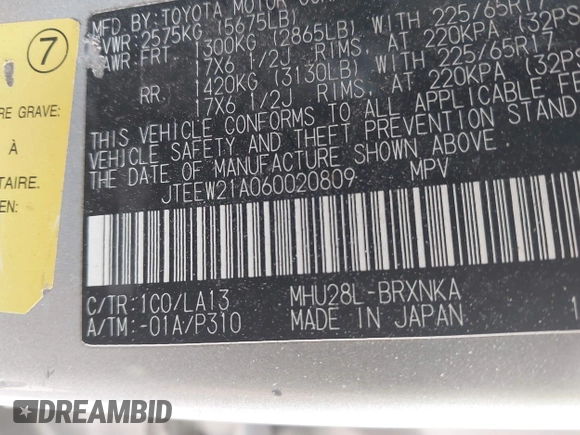 MFD. BY: TOYOTA MOTOR
GVWR 2575KG (5675LB)
GAWR FRT 1300KG (2865LB) WITH 225/65R17
17X6 1/2J RIMS, AT 220KPA (32PS
RR 1420KG (3130LB) WITH 225/65R17
17X6 1/2J RIMS, AT 220KPA (32PS
THIS VEHICLE CONFORMS TO ALL APPLICABLE FE
VEHICLE SAFETY AND THEFT PREVENTION STAND
THE DATE OF MANUFACTURE SHOWN ABOVE.
JTEEW21A060020809 MPV
C/TR: 1C0/LA13 MHU28L-BRXNKA
A/TM: -01A/P310 MADE IN JAPAN
7
RE GRAVE:
À
TAIRE.
EN:
DREAMBID